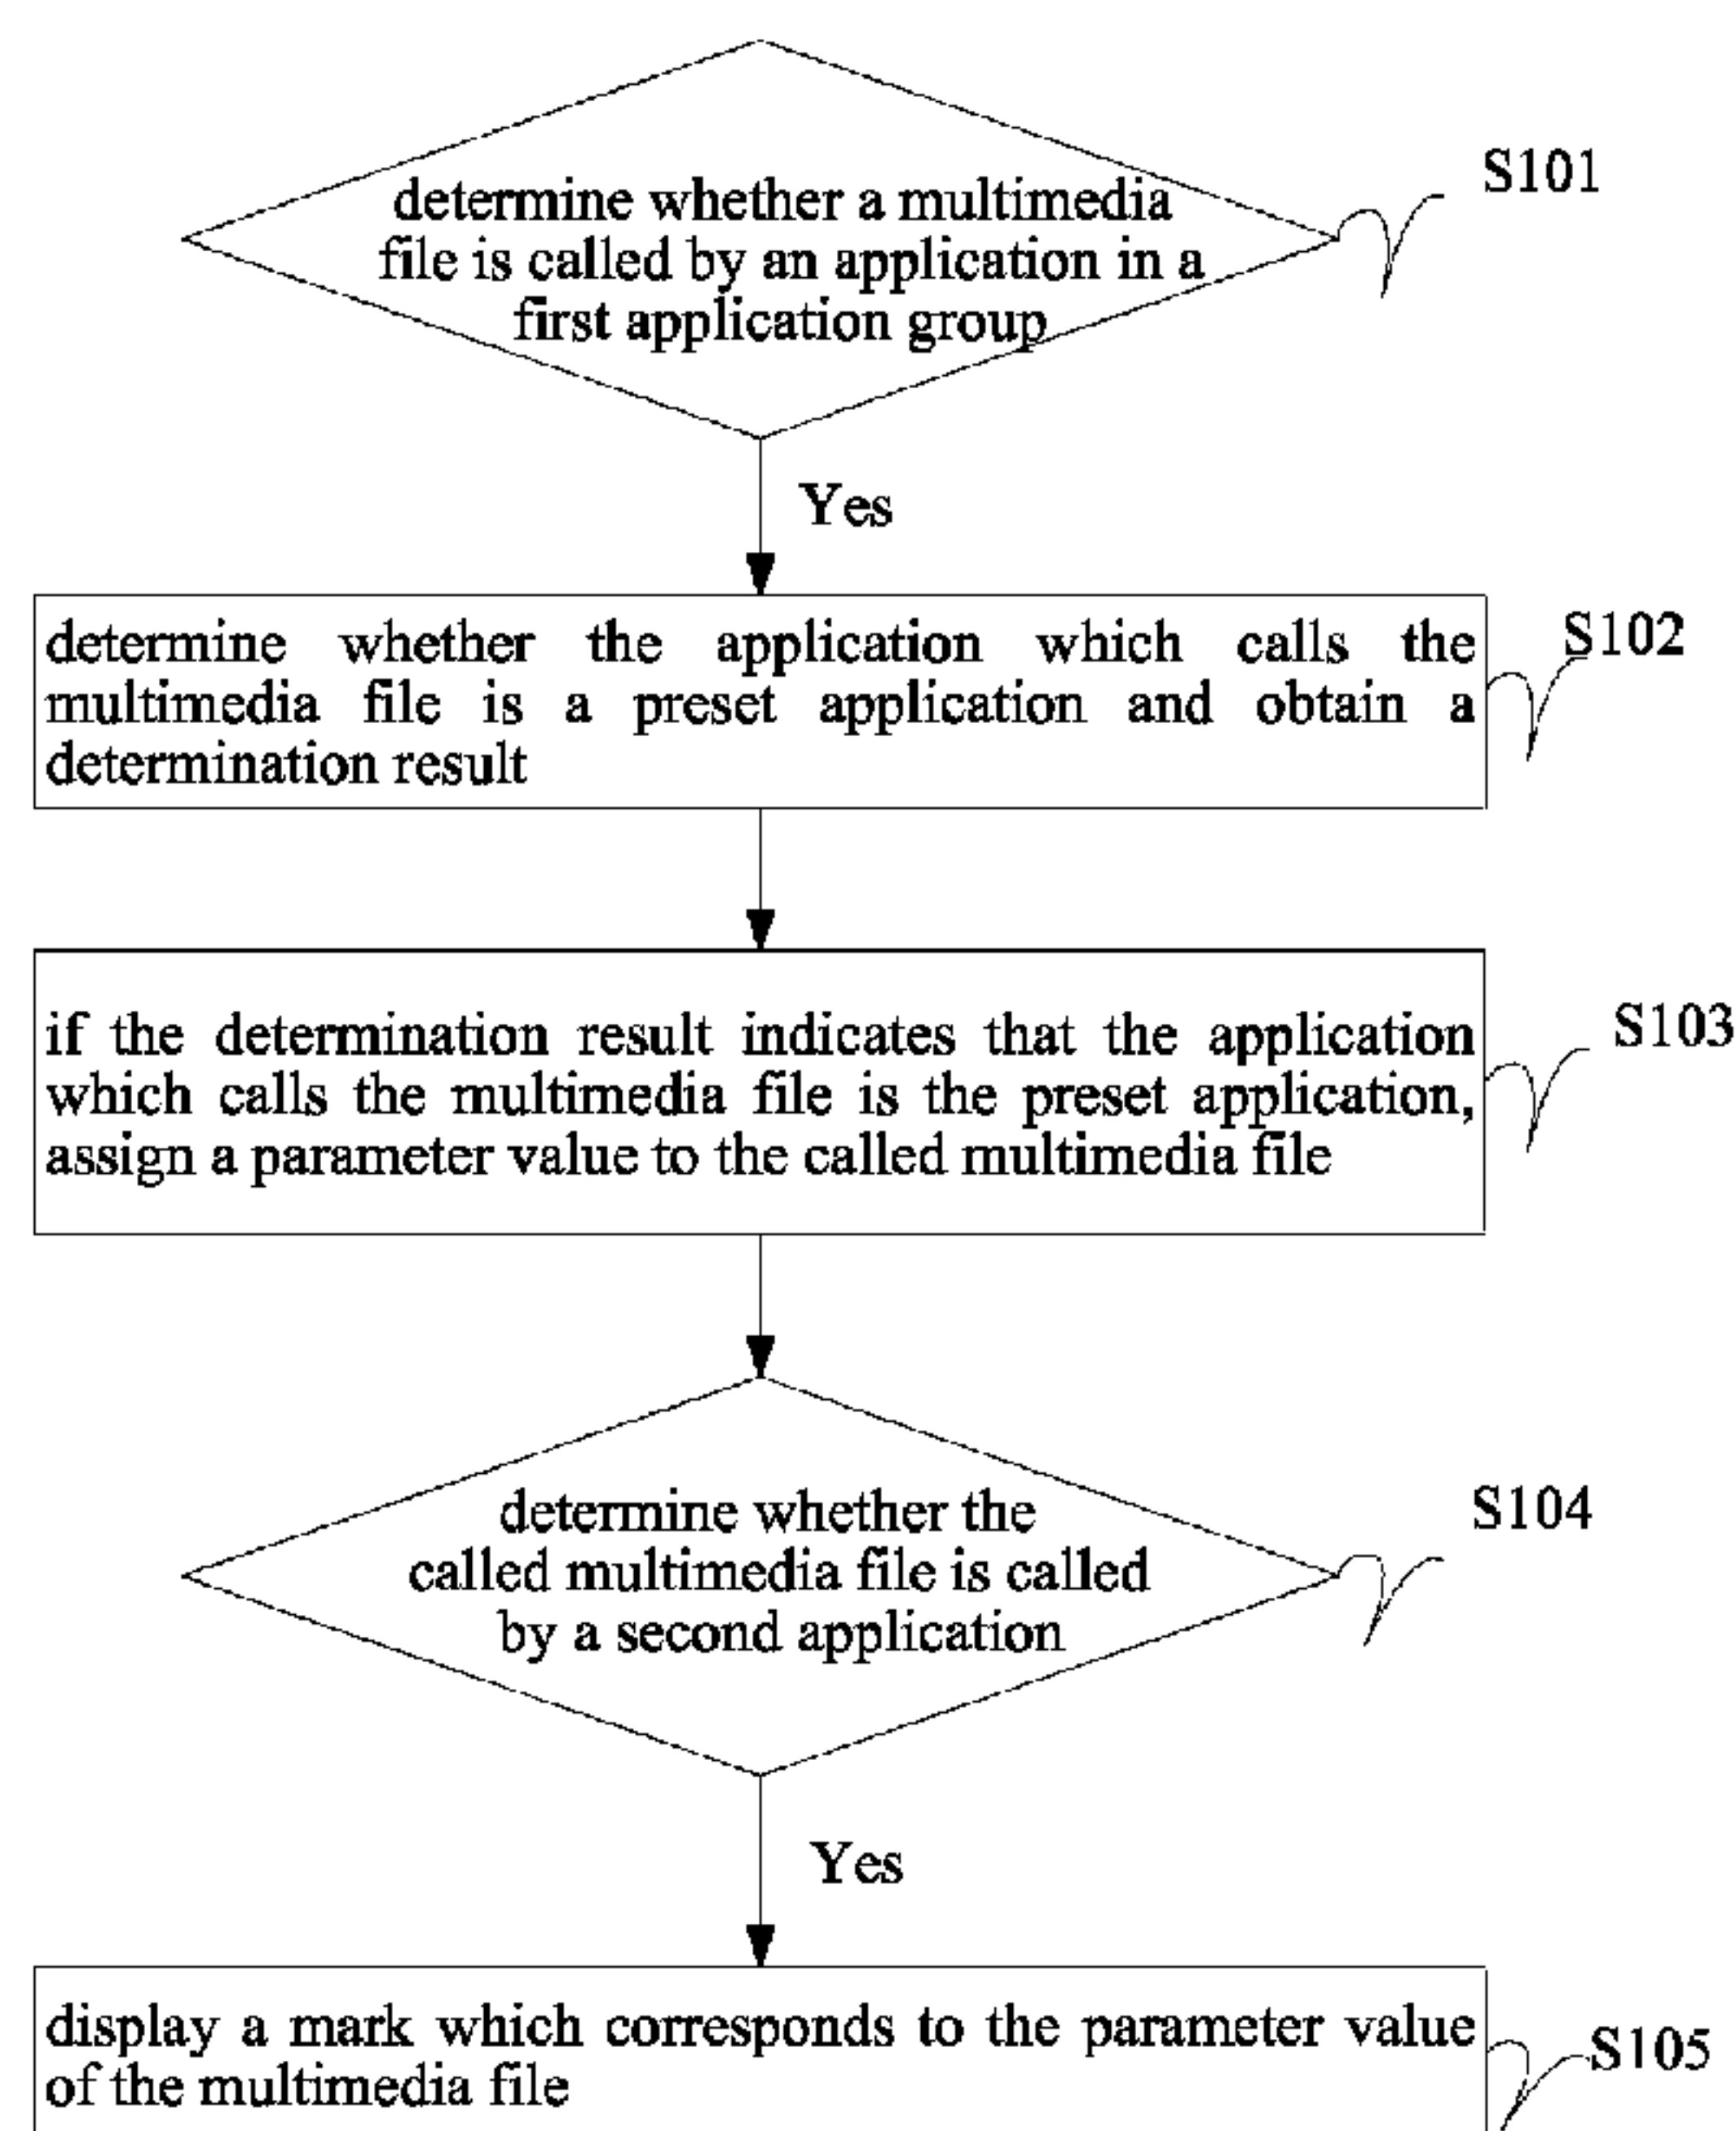 determine whether a multimedia
file is called by an application in a
first application group
S101
Yes
determine whether the application which calls the
multimedia file is a preset application and obtain a
determination result
S102
if the determination result indicates that the application
which calls the multimedia file is the preset application,
assign a parameter value to the called multimedia file
S103
determine whether the
called multimedia file is called
by a second application
S104
Yes
display a mark which corresponds to the parameter value
of the multimedia file
S105